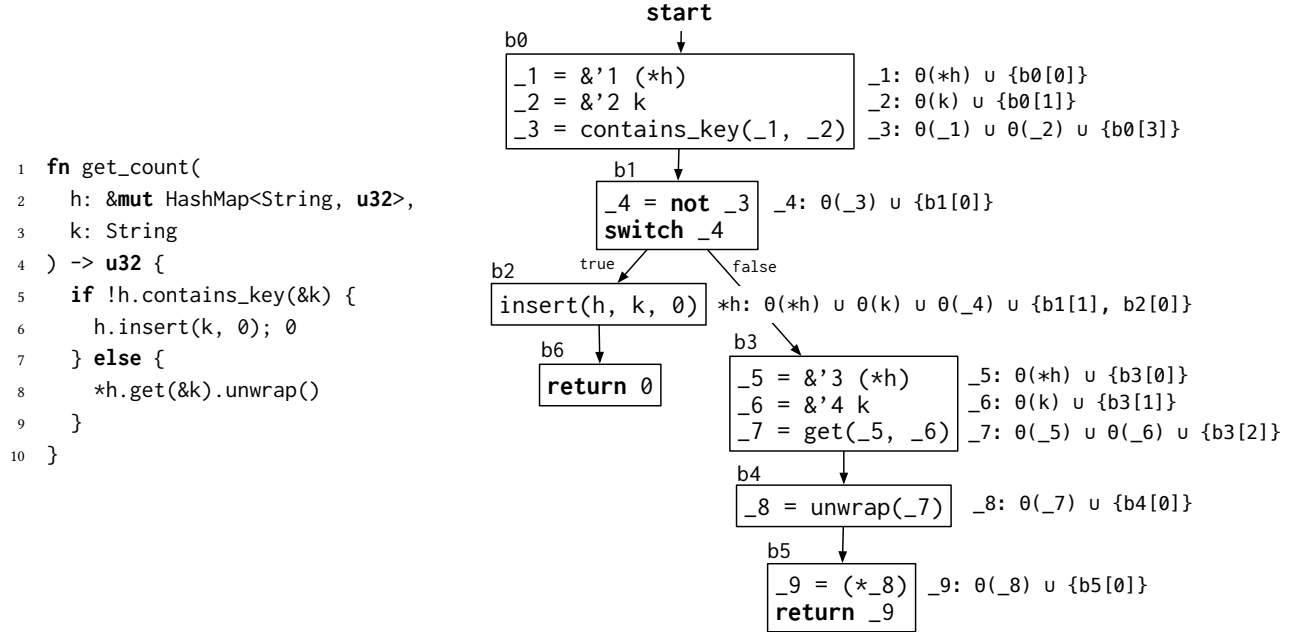 1 fn get_count(
2 h: &mut HashMap<String, u32>,
3 k: String
4 ) -> u32 {
5 if !h.contains_key(&k) {
6 h.insert(k, 0); 0
7 } else {
8 *h.get(&k).unwrap()
9 }
10 }
start
b0
_1 = &'1 (*h) _1: θ(*h) ∪ {b0[0]}
_2 = &'2 k _2: θ(k) ∪ {b0[1]}
_3 = contains_key(_1, _2) _3: θ(_1) ∪ θ(_2) ∪ {b0[3]}
b1
_4 = not _3 _4: θ(_3) ∪ {b1[0]}
switch _4
true false
b2
insert(h, k, 0) *h: θ(*h) ∪ θ(k) ∪ θ(_4) ∪ {b1[1], b2[0]}
b6
return 0
b3
_5 = &'3 (*h) _5: θ(*h) ∪ {b3[0]}
_6 = &'4 k _6: θ(k) ∪ {b3[1]}
_7 = get(_5, _6) _7: θ(_5) ∪ θ(_6) ∪ {b3[2]}
b4
_8 = unwrap(_7) _8: θ(_7) ∪ {b4[0]}
b5
_9 = (*_8) _9: θ(_8) ∪ {b5[0]}
return _9